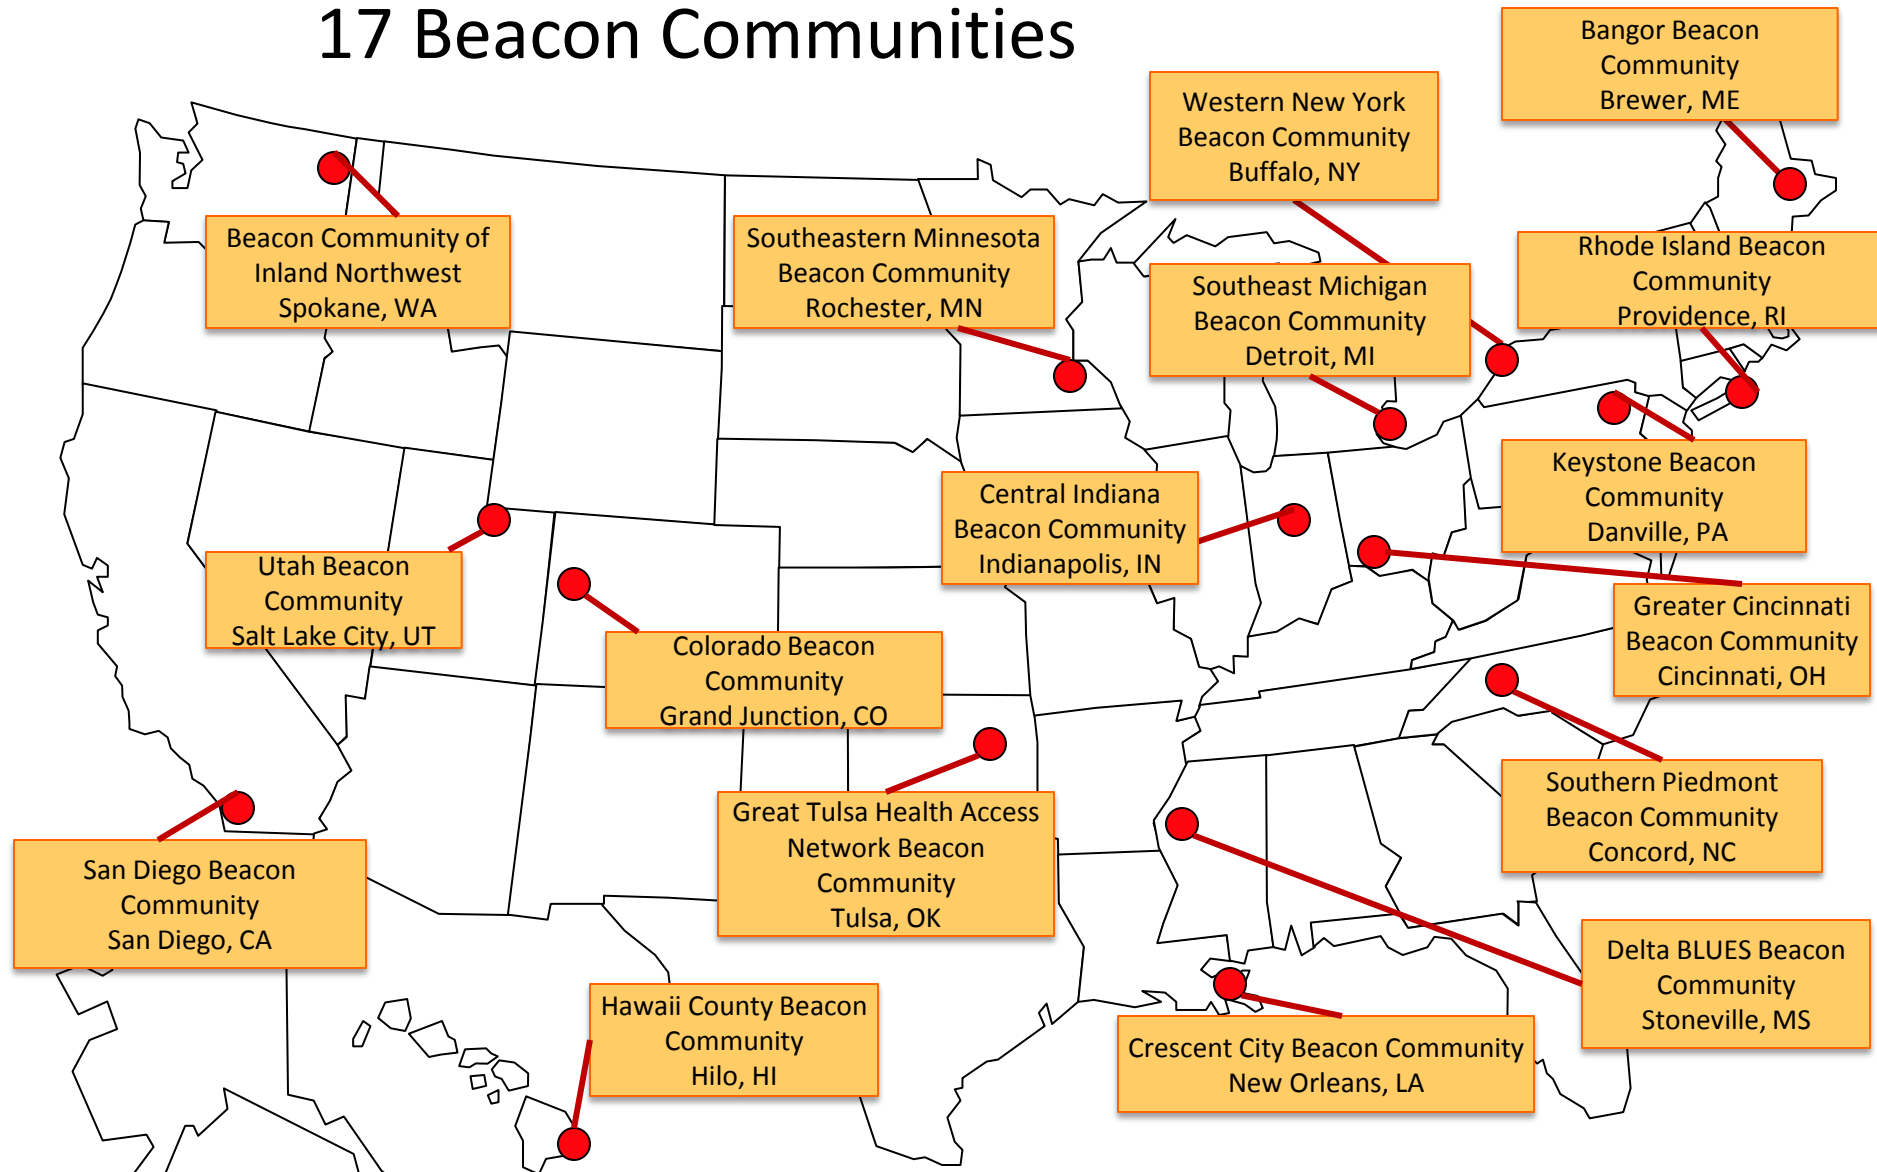 17 Beacon Communities
Bangor Beacon
Community
Brewer, ME
Western New York
Beacon Community
Buffalo, NY
Beacon Community of
Inland Northwest
Spokane, WA
Southeastern Minnesota
Beacon Community
Rochester, MN
Southeast Michigan
Beacon Community
Detroit, MI
Rhode Island Beacon
Community
Providence, RI
Keystone Beacon
Community
Danville, PA
Central Indiana
Beacon Community
Indianapolis, IN
Utah Beacon
Community
Salt Lake City, UT
Greater Cincinnati
Beacon Community
Cincinnati, OH
Colorado Beacon
Community
Grand Junction, CO
Southern Piedmont
Beacon Community
Concord, NC
Great Tulsa Health Access
Network Beacon
Community
Tulsa, OK
San Diego Beacon
Community
San Diego, CA
Delta BLUES Beacon
Community
Stoneville, MS
Hawaii County Beacon
Community
Hilo, HI
Crescent City Beacon Community
New Orleans, LA